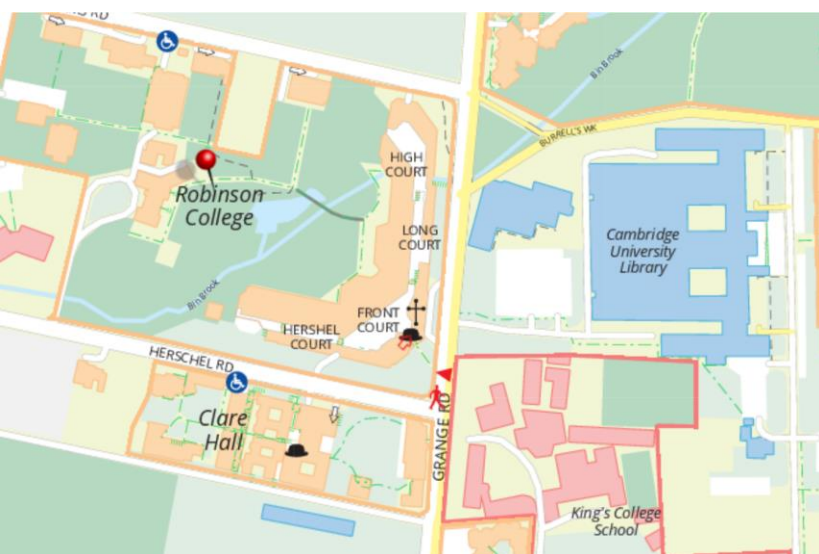 RD
Bin Brook
BURRELL'S WK
HIGH
COURT
Robinson
College
LONG
COURT
Cambridge
University
Library
Bin Brook
FRONT
COURT
HERSHEL
COURT
HERSCHEL RD
Clare
Hall
GRANGE RD
King's College
School